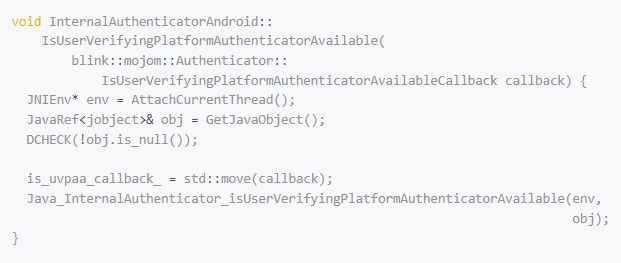 void InternalAuthenticatorAndroid::
IsUserVerifyingPlatformAuthenticatorAvailable(
blink::mojom::Authenticator::
IsUserVerifyingPlatformAuthenticatorAvailableCallback callback) {
JNIEnv* env = AttachCurrentThread();
JavaRef<jobject>& obj = GetJavaObject();
DCHECK(!obj.is_null());
is_uvpaa_callback_ = std::move(callback);
Java_InternalAuthenticator_isUserVerifyingPlatformAuthenticatorAvailable(env,
obj);
}